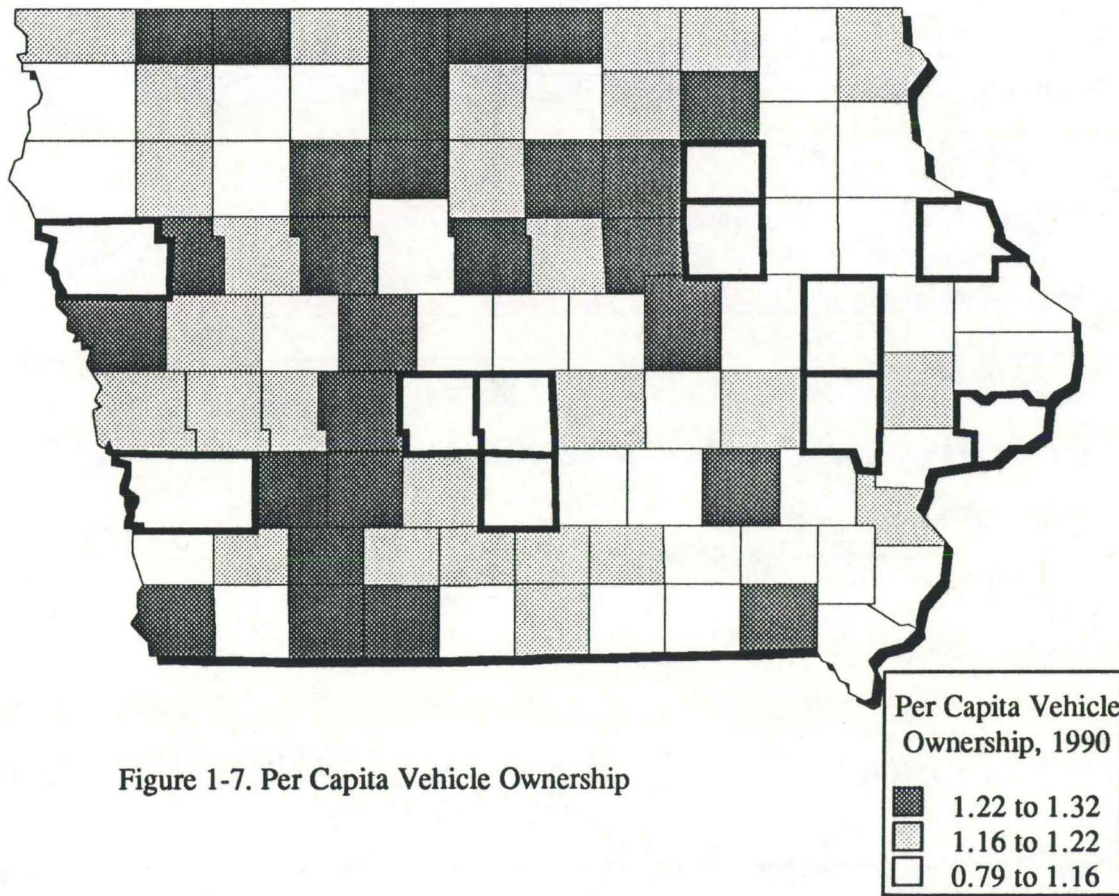 Figure 1-7. Per Capita Vehicle Ownership
Per Capita Vehicle
Ownership, 1990
1.22 to 1.32
1.16 to 1.22
0.79 to 1.16